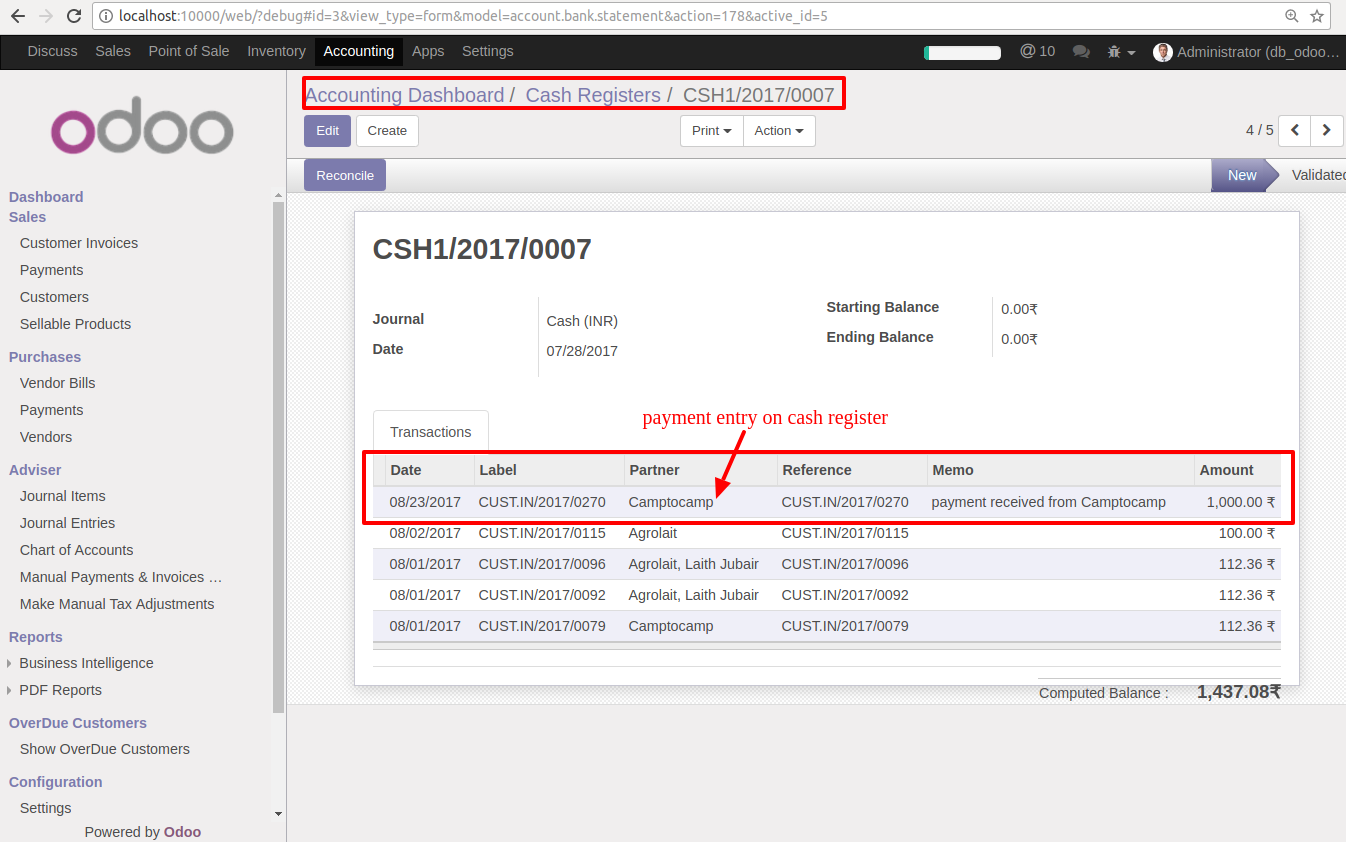 localhost:10000/web/?debug#id=3&view_type=form&model=account.bank.statement&action=178&active_id=5
Discuss Sales Point of Sale Inventory Accounting Apps Settings @ 10 Administrator (db_odoo…
odoo
Dashboard
Sales
Customer Invoices
Payments
Customers
Sellable Products
Purchases
Vendor Bills
Payments
Vendors
Adviser
Journal Items
Journal Entries
Chart of Accounts
Manual Payments & Invoices …
Make Manual Tax Adjustments
Reports
Business Intelligence
PDF Reports
OverDue Customers
Show OverDue Customers
Configuration
Settings
Powered by Odoo
Accounting Dashboard / Cash Registers / CSH1/2017/0007
Edit Create Print Action 4 / 5
Reconcile New Validated
CSH1/2017/0007
Journal Cash (INR)
Date 07/28/2017
Starting Balance 0.00₹
Ending Balance 0.00₹
payment entry on cash register
Transactions
Date Label Partner Reference Memo Amount
08/23/2017 CUST.IN/2017/0270 Camptocamp CUST.IN/2017/0270 payment received from Camptocamp 1,000.00 ₹
08/02/2017 CUST.IN/2017/0115 Agrolait CUST.IN/2017/0115 100.00 ₹
08/01/2017 CUST.IN/2017/0096 Agrolait, Laith Jubair CUST.IN/2017/0096 112.36 ₹
08/01/2017 CUST.IN/2017/0092 Agrolait, Laith Jubair CUST.IN/2017/0092 112.36 ₹
08/01/2017 CUST.IN/2017/0079 Camptocamp CUST.IN/2017/0079 112.36 ₹
Computed Balance : 1,437.08₹